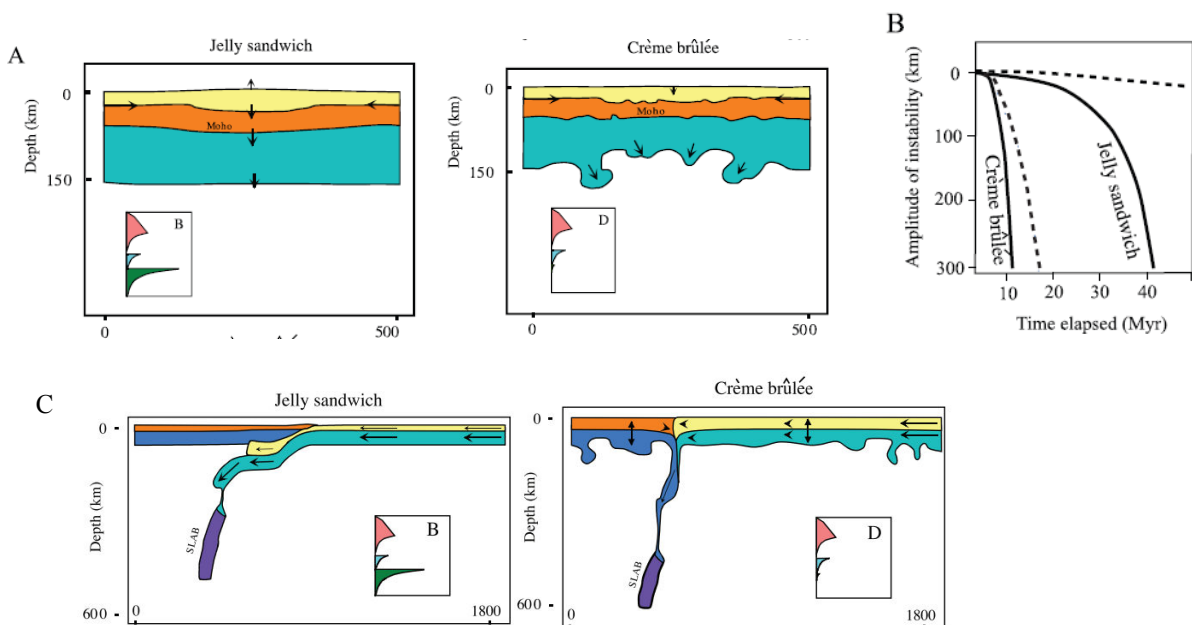 A
Jelly sandwich
0
150
Depth (km)
Moho
B
0
500
500
Crème brûlée
0
150
Depth (km)
Moho
D
0
500
B
Amplitude of instability (km)
0
100
200
300
Crème brûlée
Jelly sandwich
10
20
30
40
Time elapsed (Myr)
C
Jelly sandwich
0
Depth (km)
600
SLAB
B
0
1800
Crème brûlée
0
Depth (km)
600
SLAB
D
0
1800